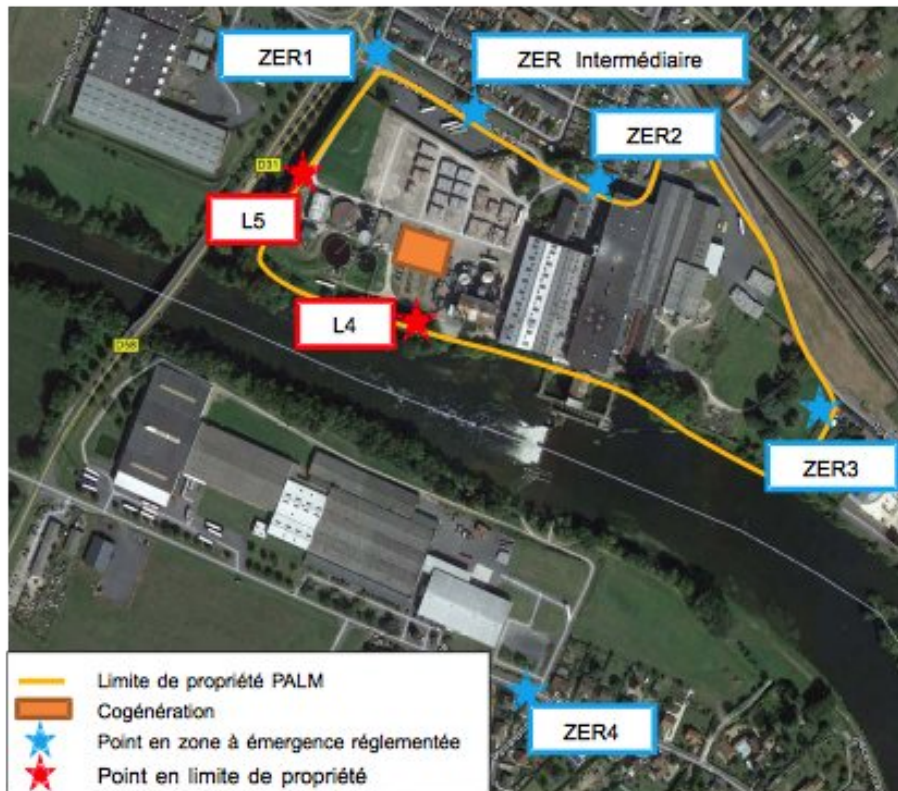 ZER1
ZER Intermédiaire
ZER2
D31
L5
L4
D58
ZER3
ZER4
Limite de propriété PALM
Cogénération
Point en zone à émergence réglementée
Point en limite de propriété